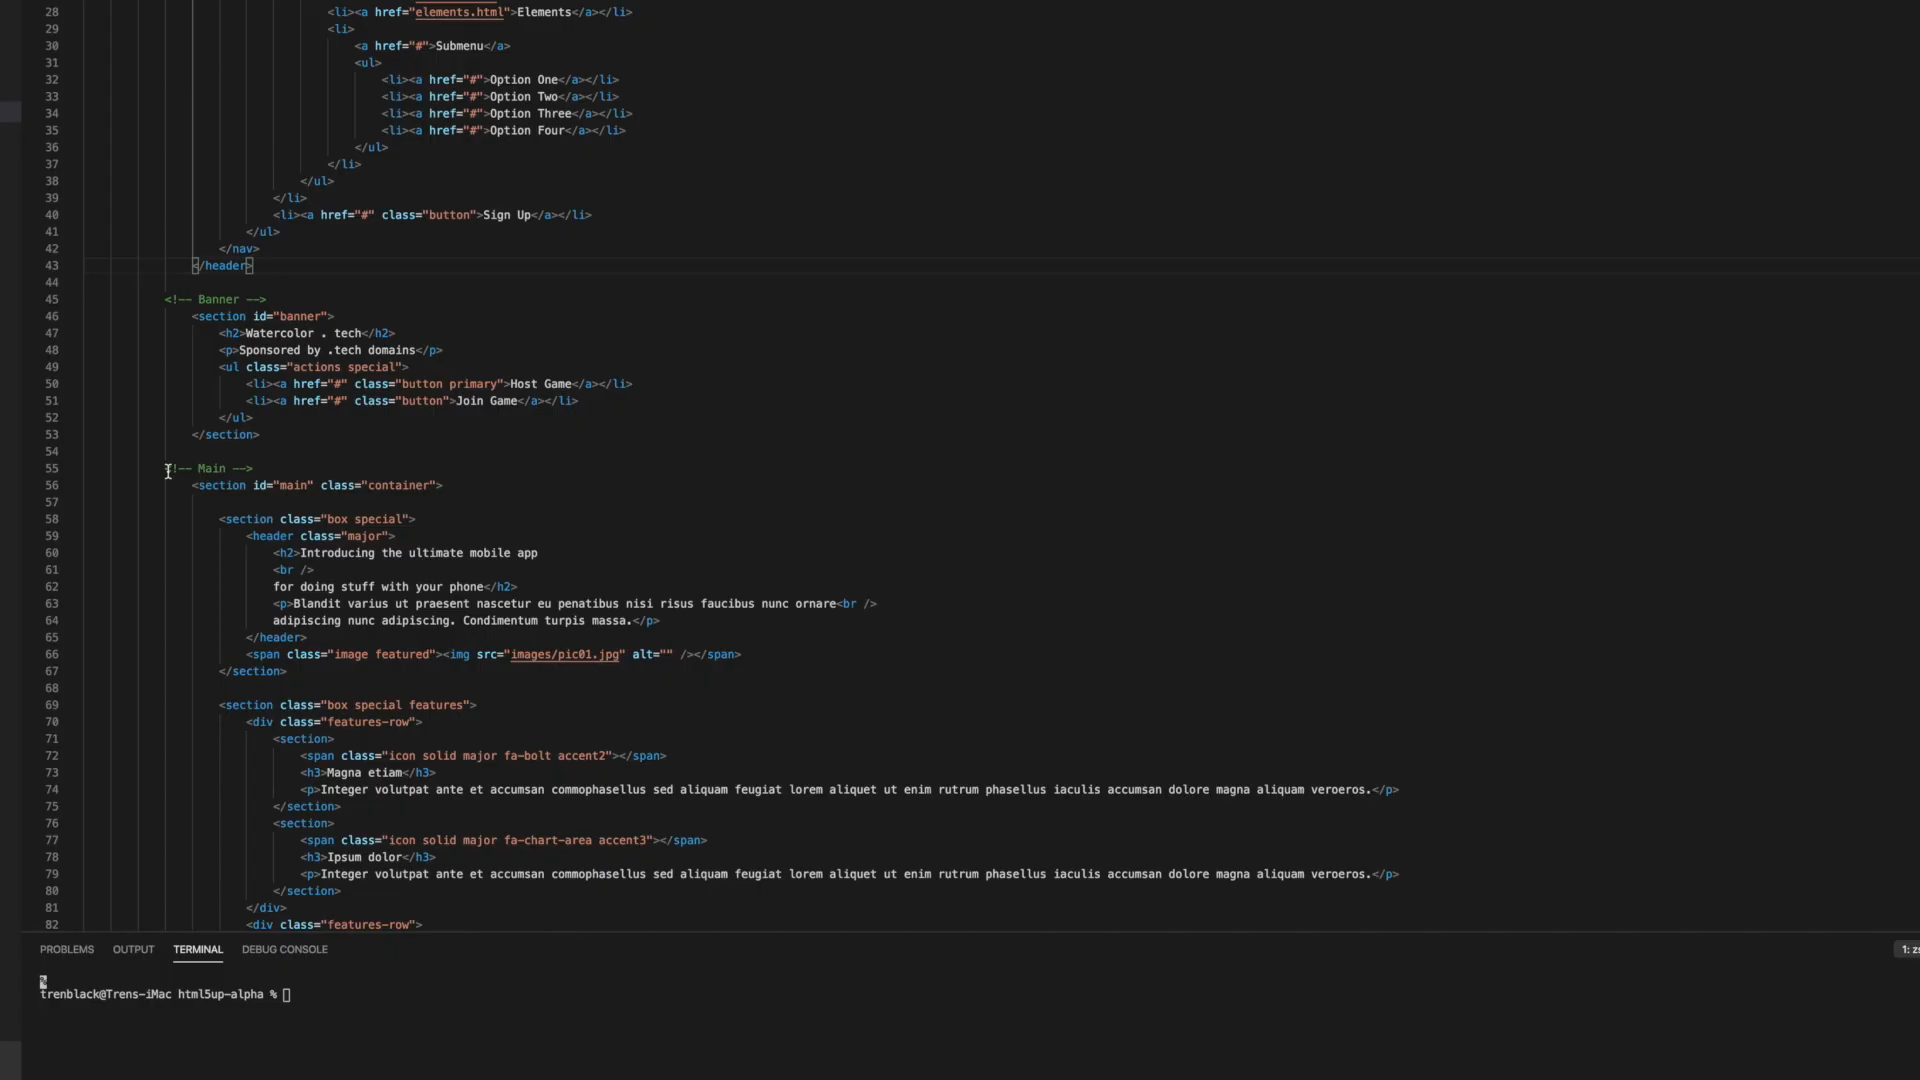 28 <li><a href="elements.html">Elements</a></li>
29 <li>
30 <a href="#">Submenu</a>
31 <ul>
32 <li><a href="#">Option One</a></li>
33 <li><a href="#">Option Two</a></li>
34 <li><a href="#">Option Three</a></li>
35 <li><a href="#">Option Four</a></li>
36 </ul>
37 </li>
38 </ul>
39 </li>
40 <li><a href="#" class="button">Sign Up</a></li>
41 </ul>
42 </nav>
43 </header>
44
45 <!-- Banner -->
46 <section id="banner">
47 <h2>Watercolor . tech</h2>
48 <p>Sponsored by .tech domains</p>
49 <ul class="actions special">
50 <li><a href="#" class="button primary">Host Game</a></li>
51 <li><a href="#" class="button">Join Game</a></li>
52 </ul>
53 </section>
54
55 <!-- Main -->
56 <section id="main" class="container">
57
58 <section class="box special">
59 <header class="major">
60 <h2>Introducing the ultimate mobile app
61 <br />
62 for doing stuff with your phone</h2>
63 <p>Blandit varius ut praesent nascetur eu penatibus nisi risus faucibus nunc ornare<br />
64 adipiscing nunc adipiscing. Condimentum turpis massa.</p>
65 </header>
66 <span class="image featured"><img src="images/pic01.jpg" alt="" /></span>
67 </section>
68
69 <section class="box special features">
70 <div class="features-row">
71 <section>
72 <span class="icon solid major fa-bolt accent2"></span>
73 <h3>Magna etiam</h3>
74 <p>Integer volutpat ante et accumsan commophasellus sed aliquam feugiat lorem aliquet ut enim rutrum phasellus iaculis accumsan dolore magna aliquam veroeros.</p>
75 </section>
76 <section>
77 <span class="icon solid major fa-chart-area accent3"></span>
78 <h3>Ipsum dolor</h3>
79 <p>Integer volutpat ante et accumsan commophasellus sed aliquam feugiat lorem aliquet ut enim rutrum phasellus iaculis accumsan dolore magna aliquam veroeros.</p>
80 </section>
81 </div>
82 <div class="features-row">
PROBLEMS OUTPUT TERMINAL DEBUG CONSOLE 1: zs
%
trenblack@Trens-iMac html5up-alpha %